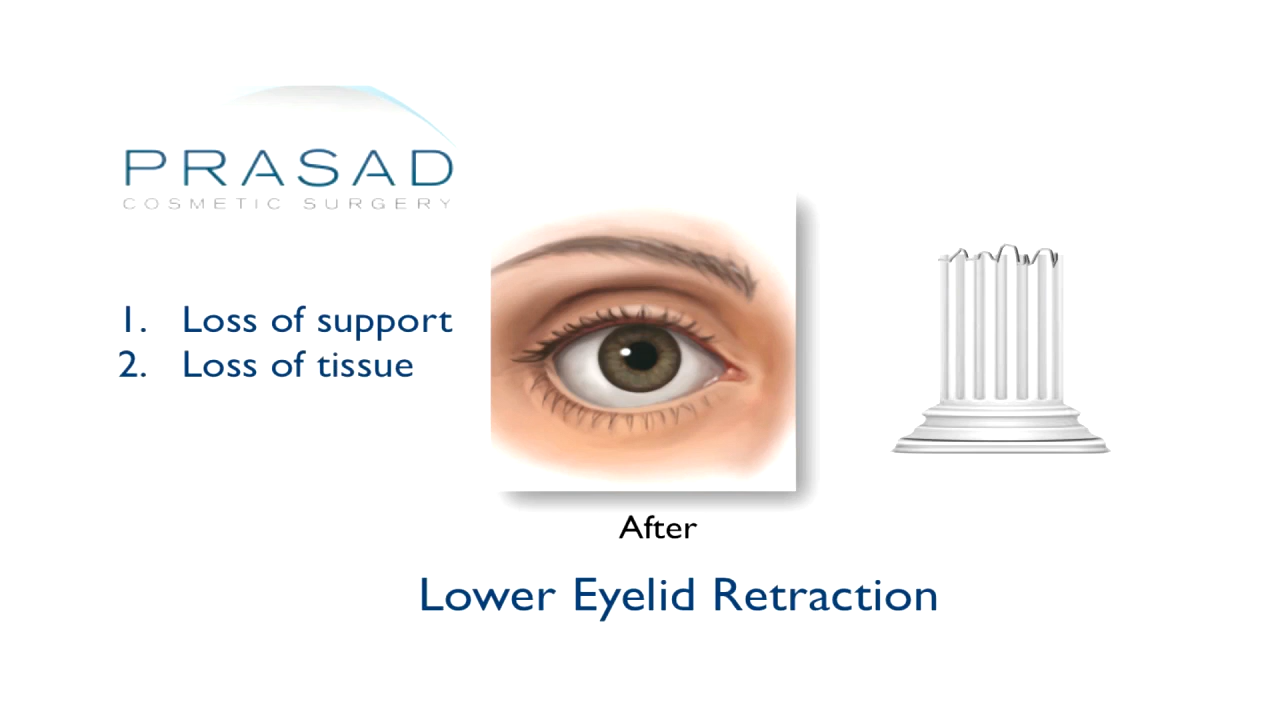 PRASAD
COSMETIC SURGERY
1. Loss of support
2. Loss of tissue
After
Lower Eyelid Retraction